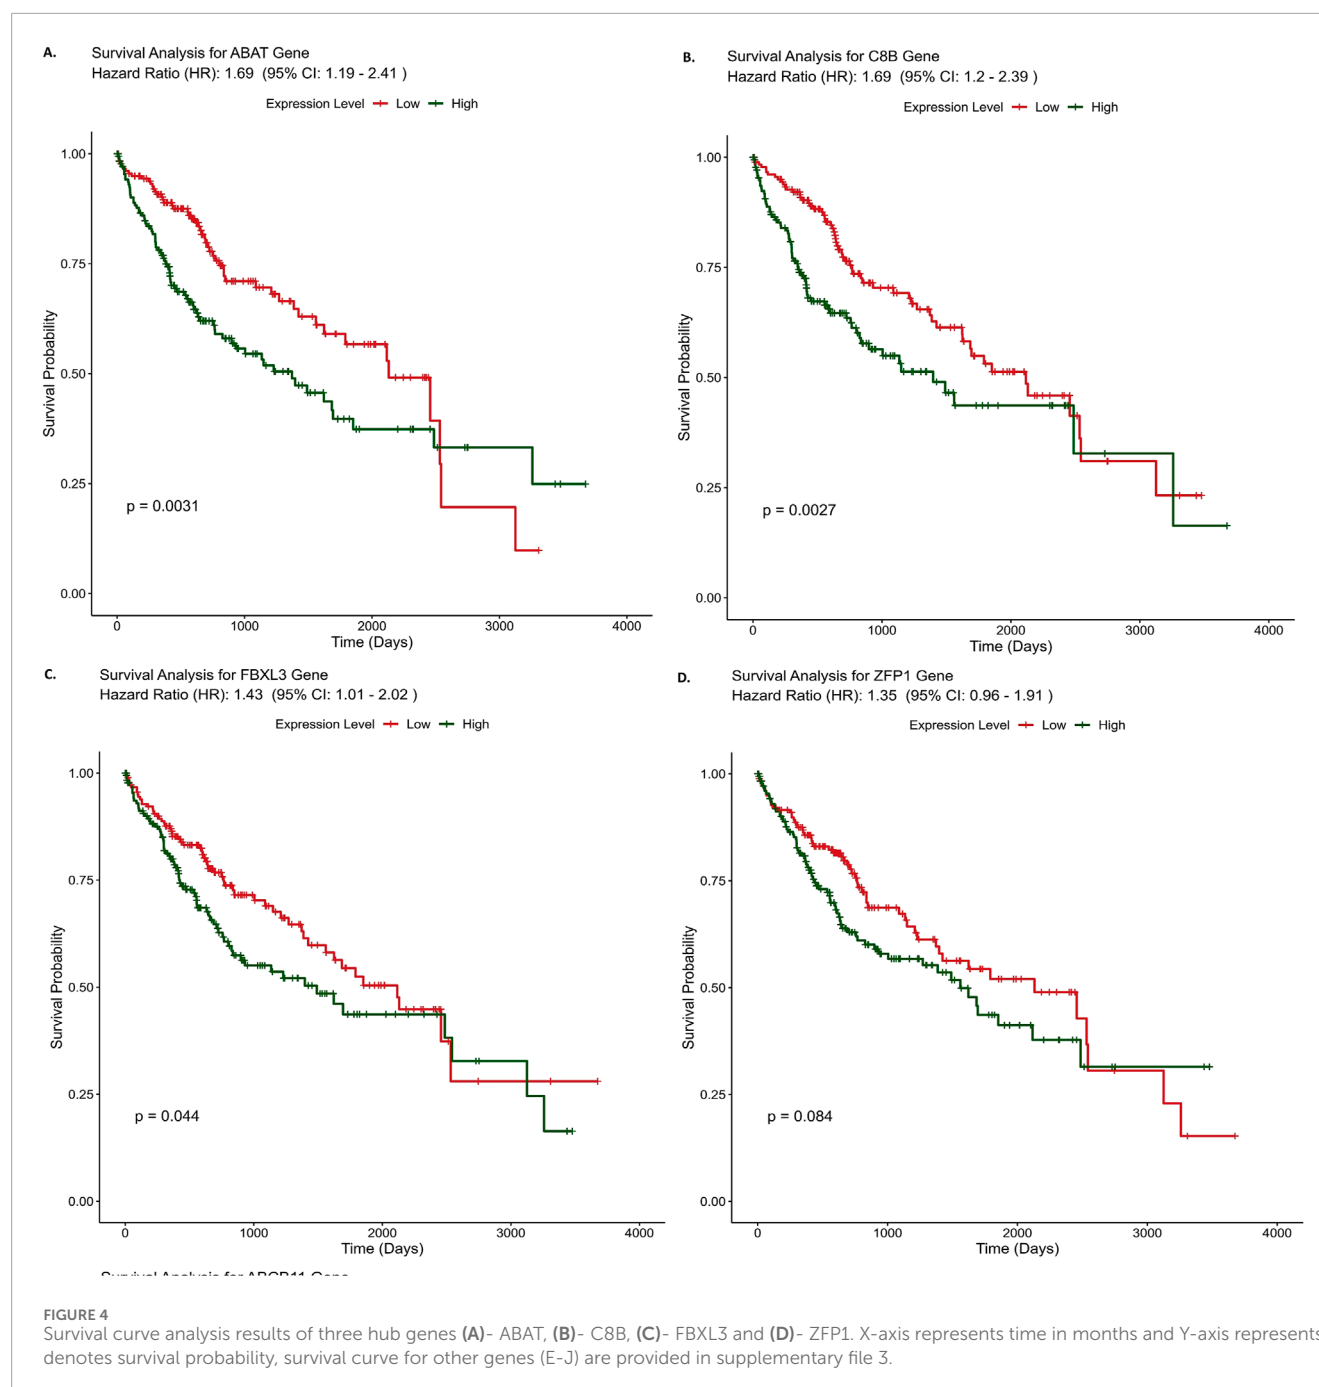 A.
Survival Analysis for ABAT Gene
Hazard Ratio (HR): 1.69 (95% CI: 1.19 - 2.41 )
Expression Level Low High
1.00
0.75
0.50
0.25
0.00
Survival Probability
p = 0.0031
0 1000 2000 3000 4000
Time (Days)
B.
Survival Analysis for C8B Gene
Hazard Ratio (HR): 1.69 (95% CI: 1.2 - 2.39 )
Expression Level Low High
1.00
0.75
0.50
0.25
0.00
Survival Probability
p = 0.0027
0 1000 2000 3000 4000
Time (Days)
C.
Survival Analysis for FBXL3 Gene
Hazard Ratio (HR): 1.43 (95% CI: 1.01 - 2.02 )
Expression Level Low High
1.00
0.75
0.50
0.25
0.00
Survival Probability
p = 0.044
0 1000 2000 3000 4000
Time (Days)
D.
Survival Analysis for ZFP1 Gene
Hazard Ratio (HR): 1.35 (95% CI: 0.96 - 1.91 )
Expression Level Low High
1.00
0.75
0.50
0.25
0.00
Survival Probability
p = 0.084
0 1000 2000 3000 4000
Time (Days)
Survival Analysis for ABCB11 Gene
FIGURE 4
Survival curve analysis results of three hub genes (A)- ABAT, (B)- C8B, (C)- FBXL3 and (D)- ZFP1. X-axis represents time in months and Y-axis represents
denotes survival probability, survival curve for other genes (E-J) are provided in supplementary file 3.